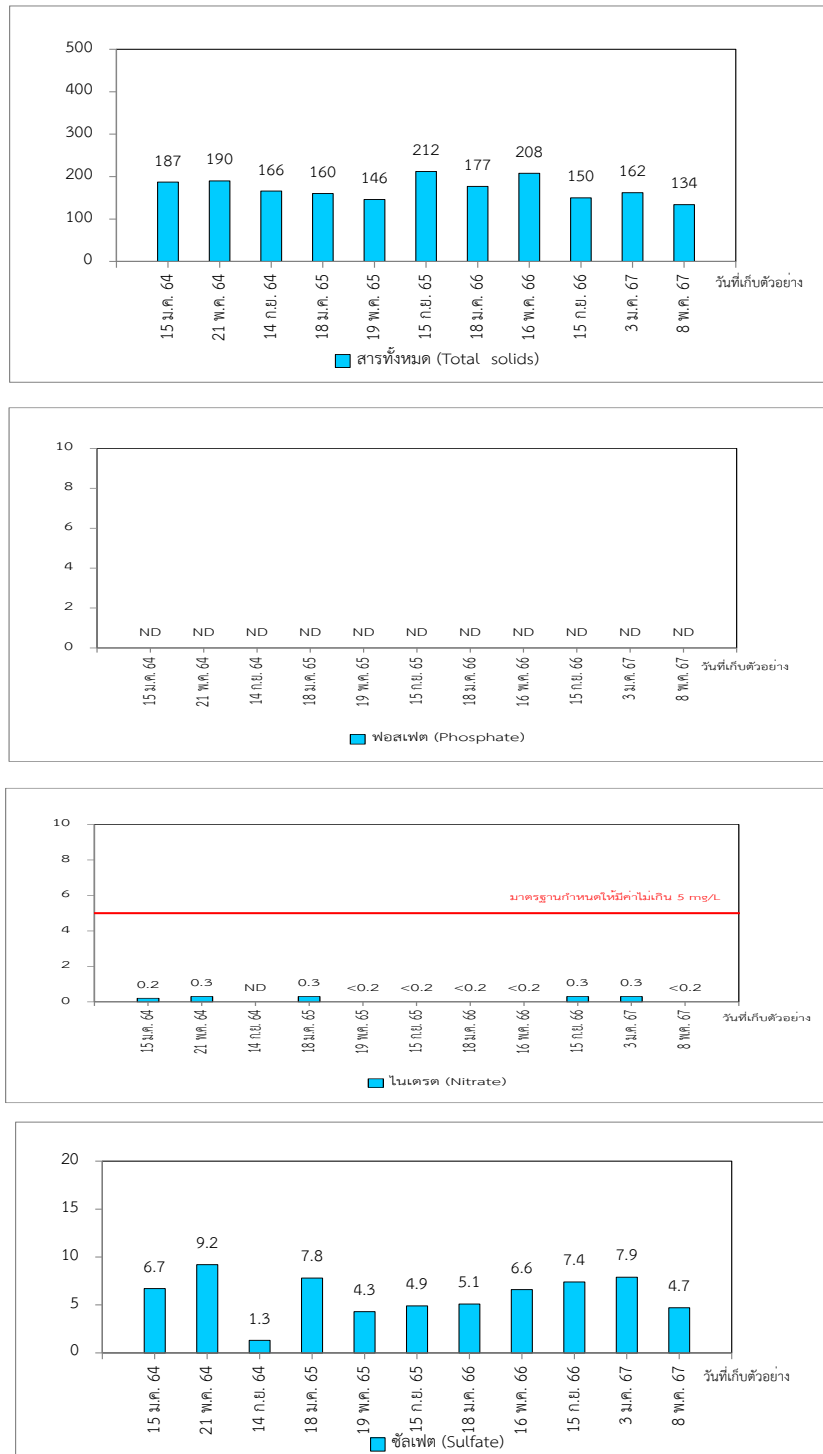 500
400
300
200
100
0
187
190
166
160
146
212
177
208
150
162
134
วันที่เก็บตัวอย่าง
15 ม.ค. 64
21 พ.ค. 64
14 ก.ย. 64
18 ม.ค. 65
19 พ.ค. 65
15 ก.ย. 65
18 ม.ค. 66
16 พ.ค. 66
15 ก.ย. 66
3 ม.ค. 67
8 พ.ค. 67
สารทั้งหมด (Total solids)
10
8
6
4
2
0
ND
ND
ND
ND
ND
ND
ND
ND
ND
ND
ND
วันที่เก็บตัวอย่าง
15 ม.ค. 64
21 พ.ค. 64
14 ก.ย. 64
18 ม.ค. 65
19 พ.ค. 65
15 ก.ย. 65
18 ม.ค. 66
16 พ.ค. 66
15 ก.ย. 66
3 ม.ค. 67
8 พ.ค. 67
ฟอสเฟต (Phosphate)
10
8
6
4
2
0
มาตรฐานกำหนดให้มีค่าไม่เกิน 5 mg/L
0.2
0.3
ND
0.3
<0.2
<0.2
<0.2
<0.2
0.3
0.3
<0.2
วันที่เก็บตัวอย่าง
15 ม.ค. 64
21 พ.ค. 64
14 ก.ย. 64
18 ม.ค. 65
19 พ.ค. 65
15 ก.ย. 65
18 ม.ค. 66
16 พ.ค. 66
15 ก.ย. 66
3 ม.ค. 67
8 พ.ค. 67
ไนเตรต (Nitrate)
20
15
10
5
0
6.7
9.2
1.3
7.8
4.3
4.9
5.1
6.6
7.4
7.9
4.7
วันที่เก็บตัวอย่าง
15 ม.ค. 64
21 พ.ค. 64
14 ก.ย. 64
18 ม.ค. 65
19 พ.ค. 65
15 ก.ย. 65
18 ม.ค. 66
16 พ.ค. 66
15 ก.ย. 66
3 ม.ค. 67
8 พ.ค. 67
ซัลเฟต (Sulfate)